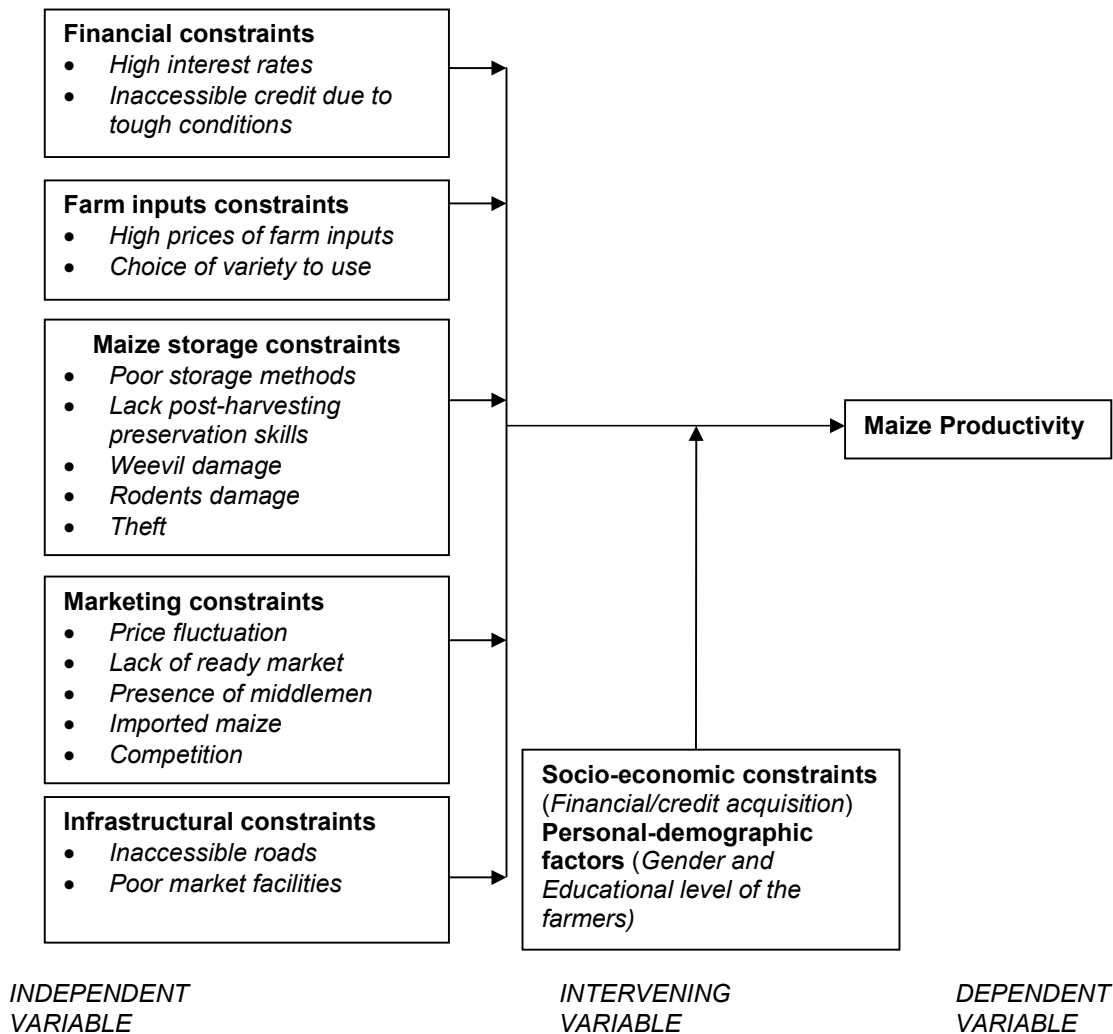 Financial constraints
• High interest rates
• Inaccessible credit due to
tough conditions
Farm inputs constraints
• High prices of farm inputs
• Choice of variety to use
Maize storage constraints
• Poor storage methods
• Lack post-harvesting
preservation skills
• Weevil damage
• Rodents damage
• Theft
Marketing constraints
• Price fluctuation
• Lack of ready market
• Presence of middlemen
• Imported maize
• Competition
Infrastructural constraints
• Inaccessible roads
• Poor market facilities
Maize Productivity
Socio-economic constraints
(Financial/credit acquisition)
Personal-demographic
factors (Gender and
Educational level of the
farmers)
INDEPENDENT
VARIABLE
INTERVENING
VARIABLE
DEPENDENT
VARIABLE